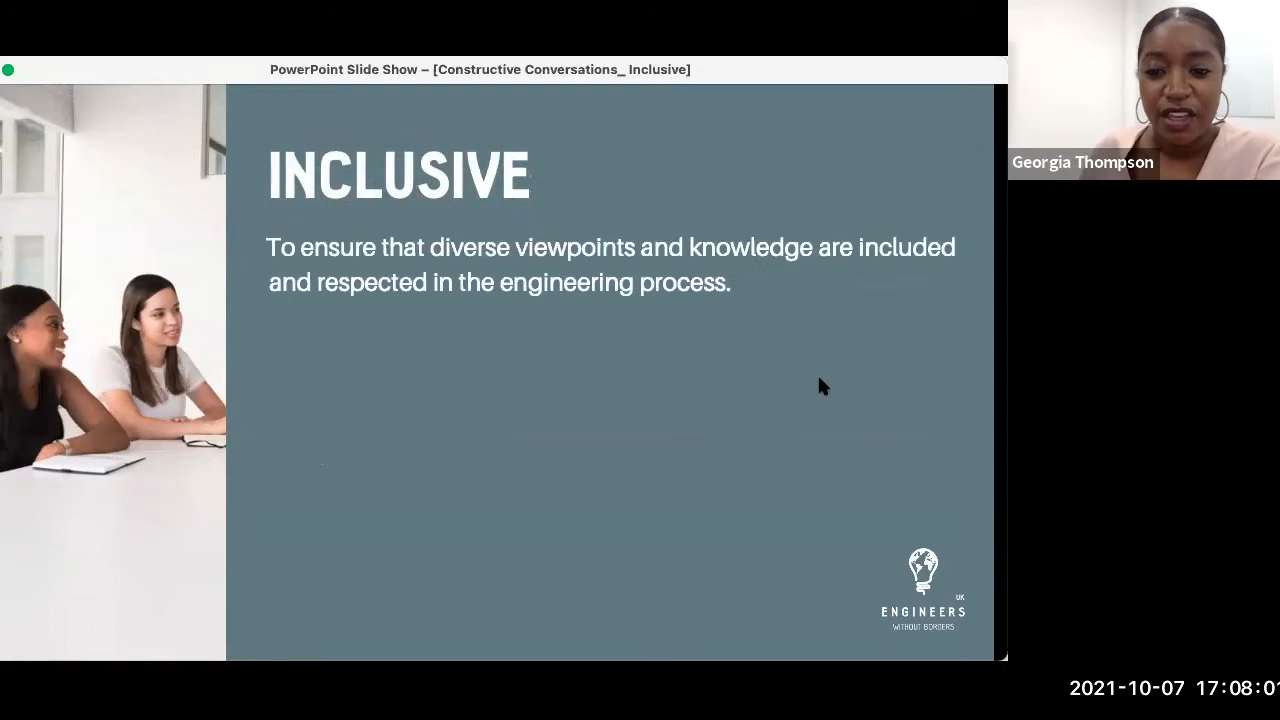 PowerPoint Slide Show – [Constructive Conversations_ Inclusive]
INCLUSIVE
To ensure that diverse viewpoints and knowledge are included
and respected in the engineering process.
UK
ENGINEERS
WITHOUT BORDERS
Georgia Thompson
2021-10-07 17:08:01